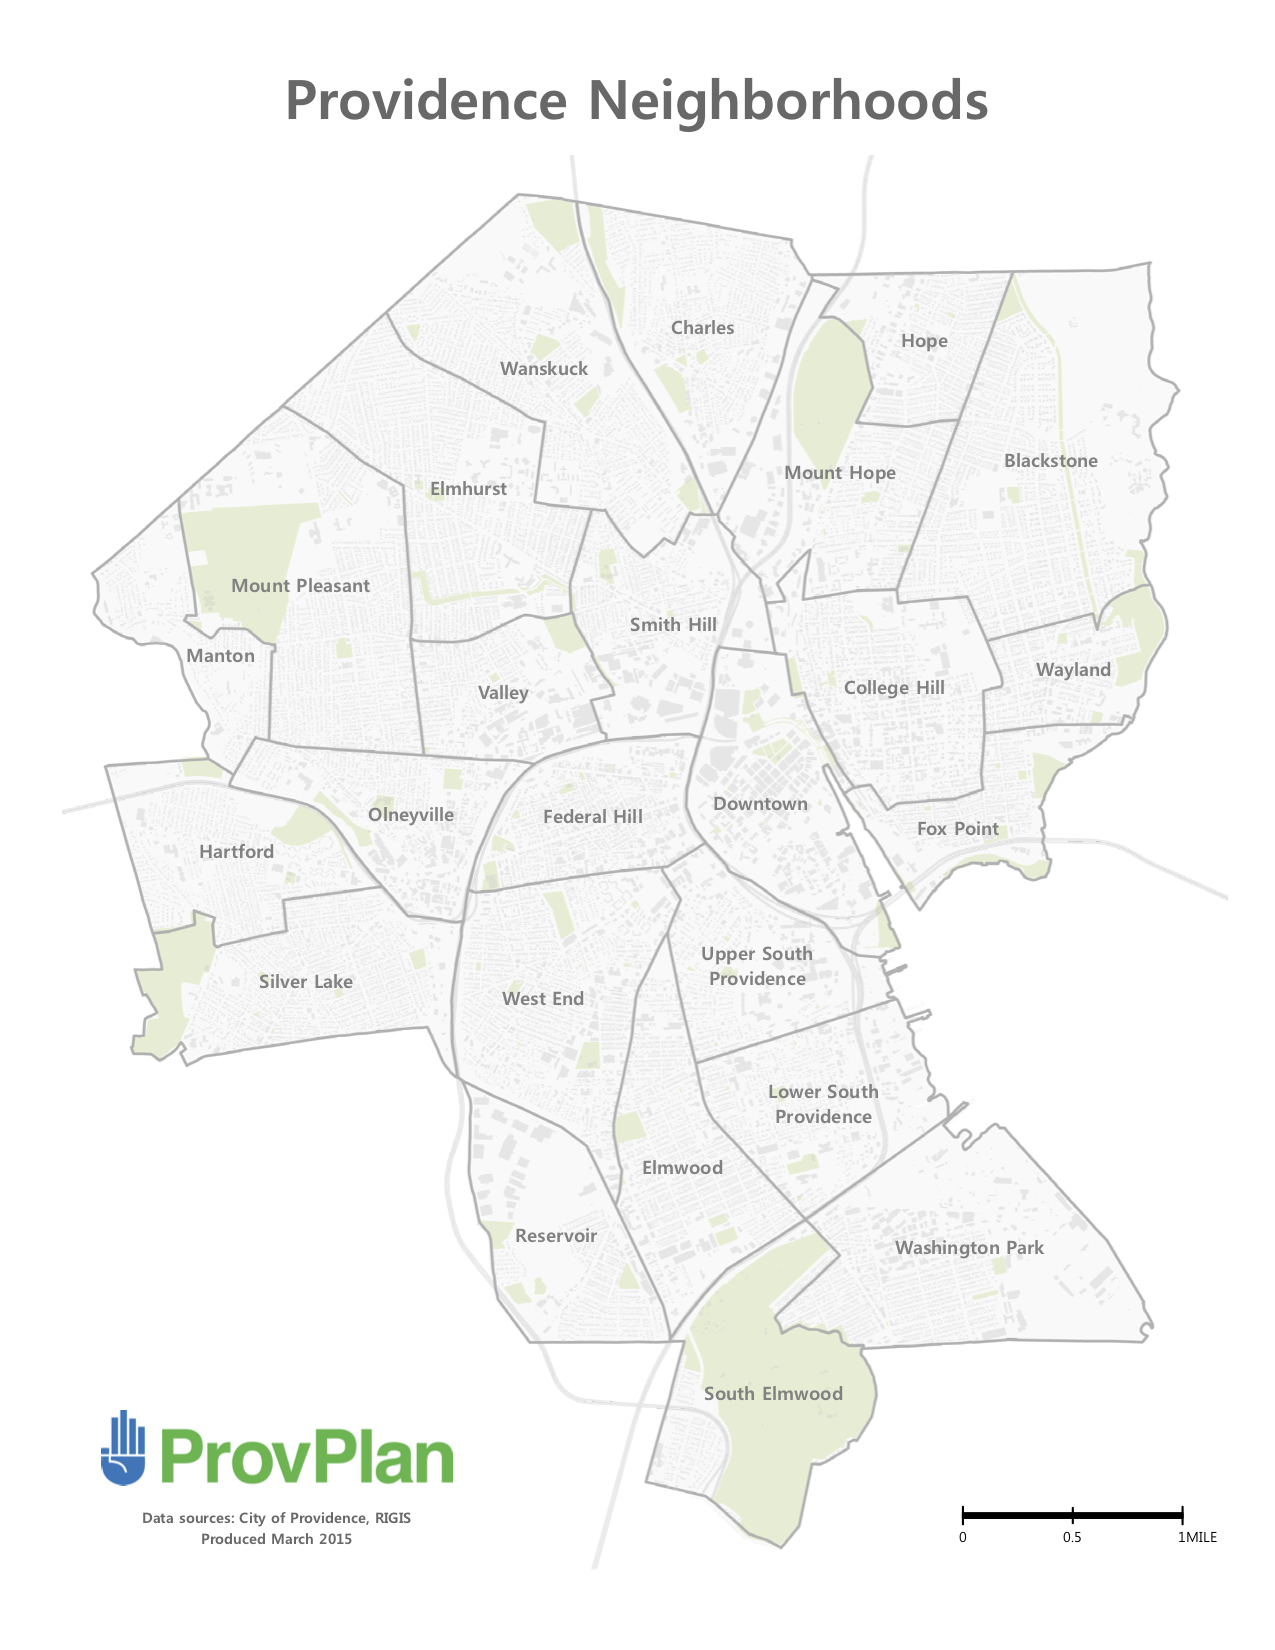 Providence Neighborhoods
Charles
Hope
Wanskuck
Blackstone
Mount Hope
Elmhurst
Mount Pleasant
Smith Hill
Manton
Wayland
College Hill
Valley
Downtown
Olneyville
Federal Hill
Fox Point
Hartford
Upper South
Providence
Silver Lake
West End
Lower South
Providence
Elmwood
Reservoir
Washington Park
South Elmwood
ProvPlan
Data sources: City of Providence, RIGIS
Produced March 2015
0 0.5 1MILE